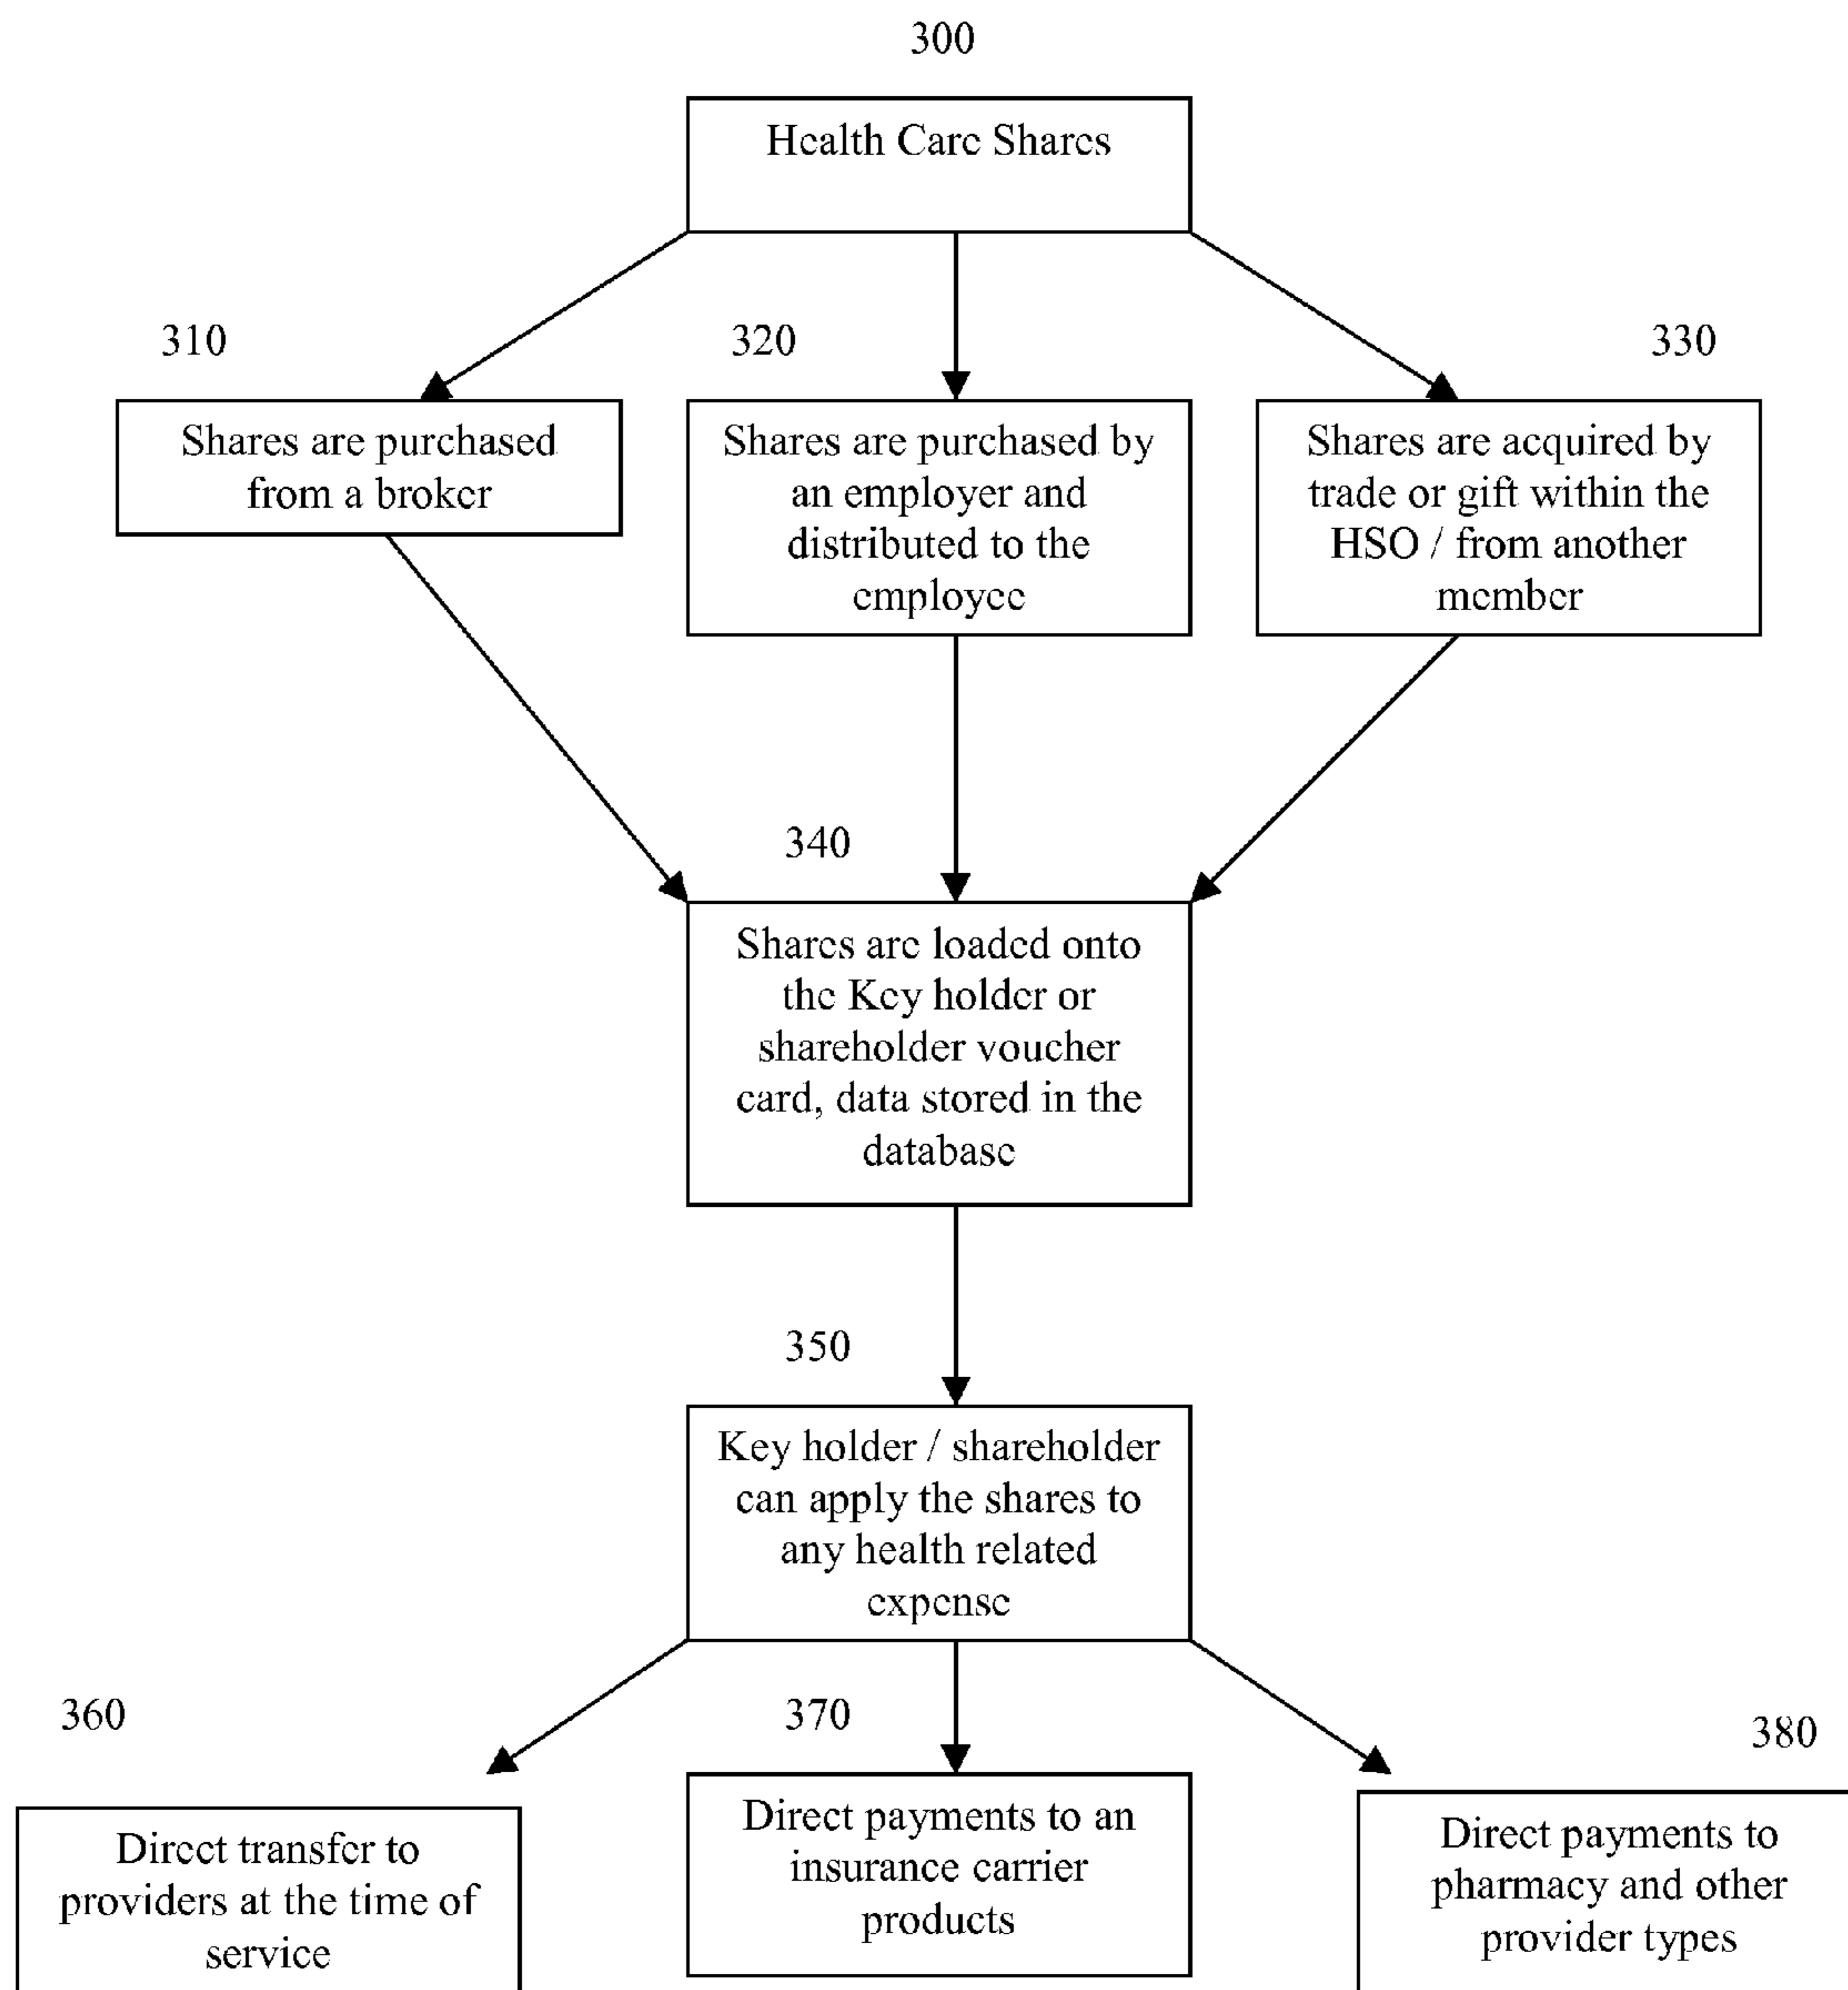 300
Health Care Shares
310
320
330
Shares are purchased
from a broker
Shares are purchased by
an employer and
distributed to the
employee
Shares are acquired by
trade or gift within the
HSO / from another
member
340
Shares are loaded onto
the Key holder or
shareholder voucher
card, data stored in the
database
350
Key holder / shareholder
can apply the shares to
any health related
expense
360
370
380
Direct transfer to
providers at the time of
service
Direct payments to an
insurance carrier
products
Direct payments to
pharmacy and other
provider types